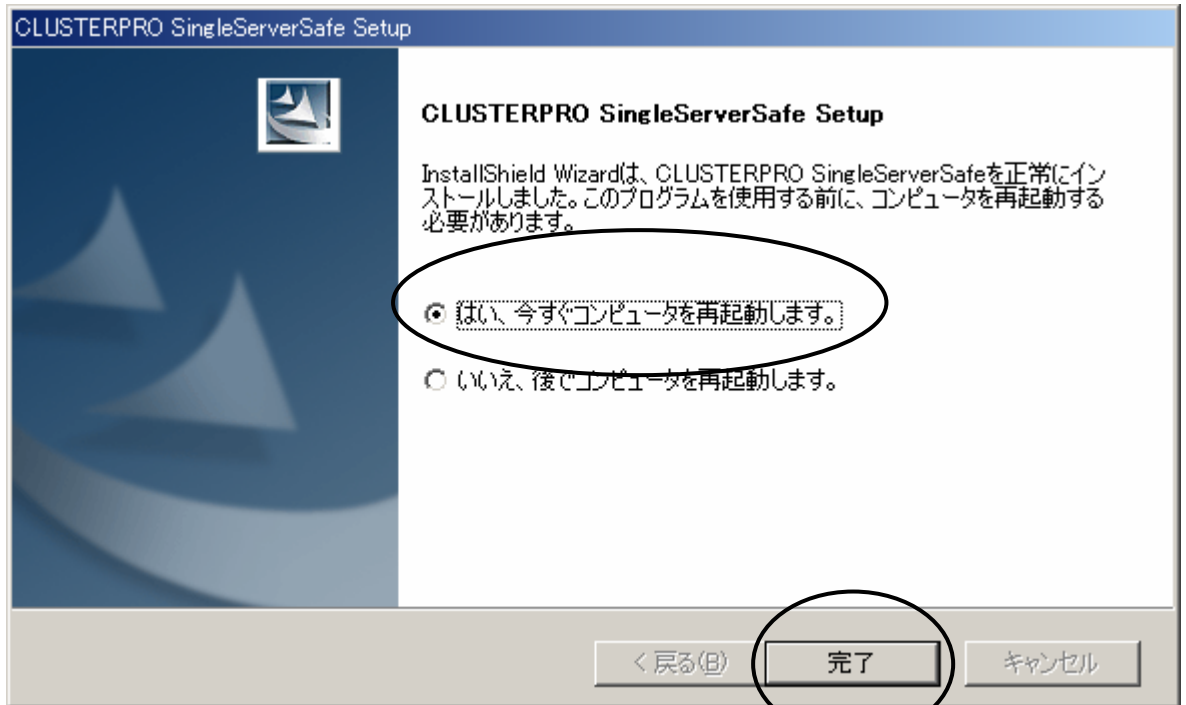 CLUSTERPRO SingleServerSafe Setup
CLUSTERPRO SingleServerSafe Setup
InstallShield Wizardは、CLUSTERPRO SingleServerSafeを正常にイン
ストールしました。このプログラムを使用する前に、コンピュータを再起動する
必要があります。
はい、今すぐコンピュータを再起動します。
いいえ、後でコンピュータを再起動します。
< 戻る(B)
完了
キャンセル